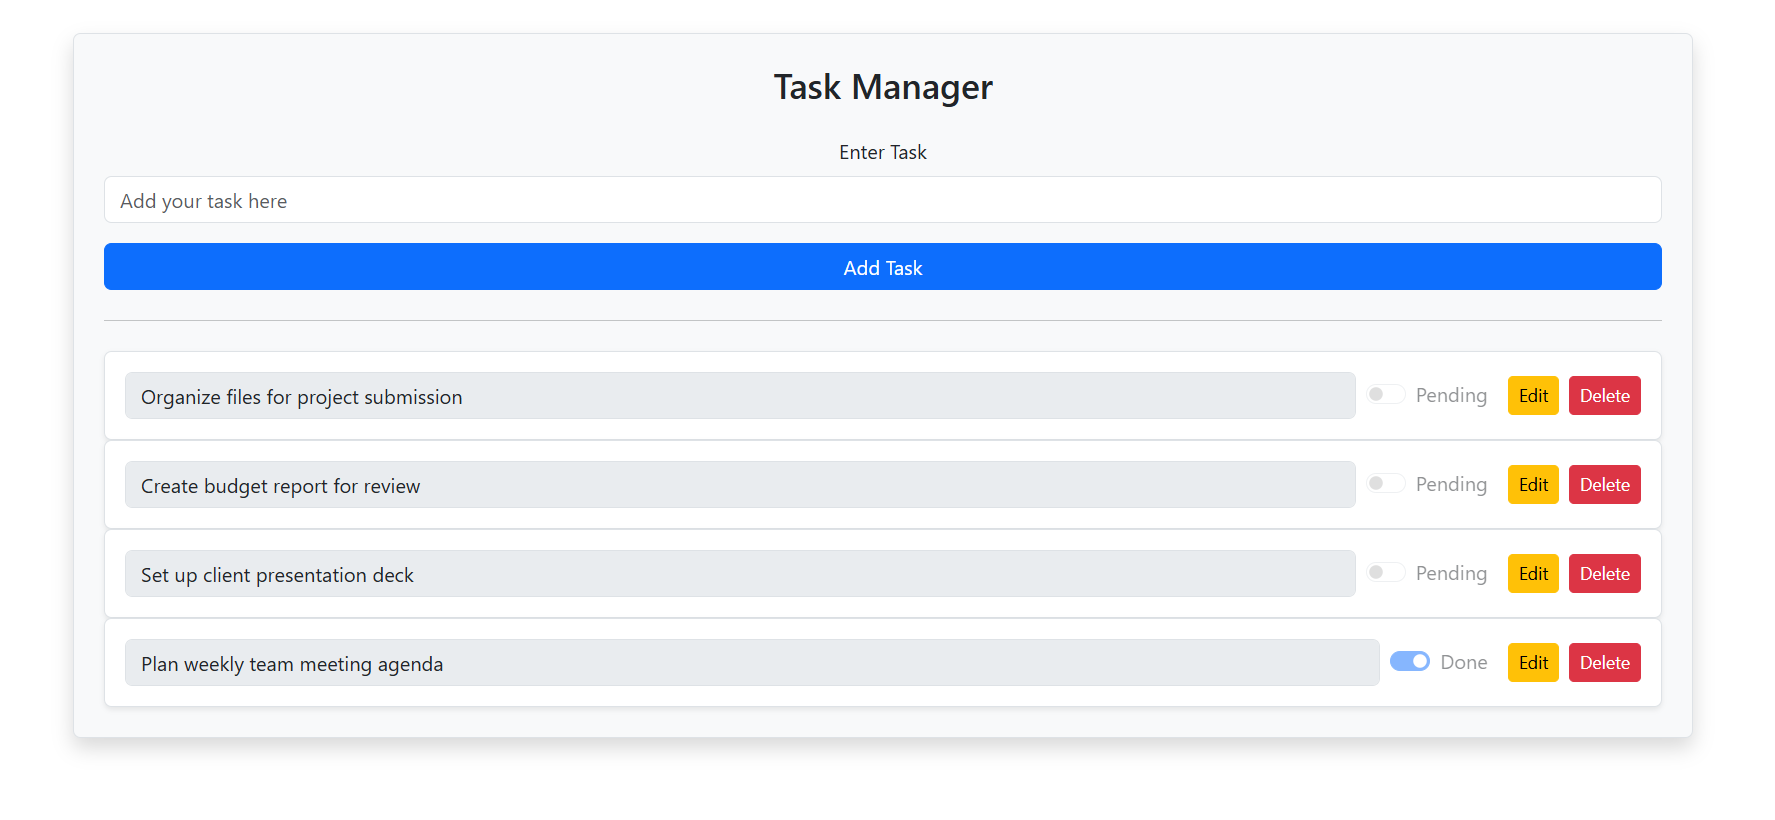 Task Manager
Enter Task
Add your task here
Add Task
Organize files for project submission Pending Edit Delete
Create budget report for review Pending Edit Delete
Set up client presentation deck Pending Edit Delete
Plan weekly team meeting agenda Done Edit Delete